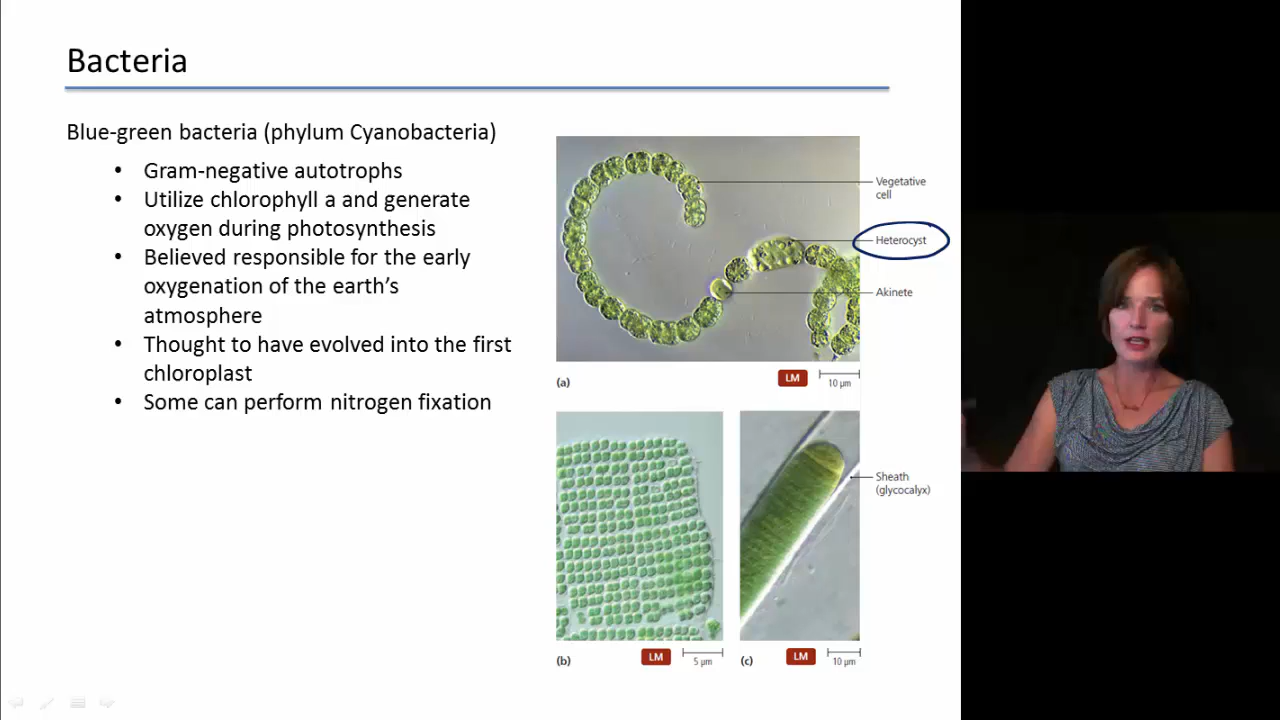 Bacteria
Blue-green bacteria (phylum Cyanobacteria)
• Gram-negative autotrophs
• Utilize chlorophyll a and generate
oxygen during photosynthesis
• Believed responsible for the early
oxygenation of the earth's
atmosphere
• Thought to have evolved into the first
chloroplast
• Some can perform nitrogen fixation
Vegetative
cell
Heterocyst
Akinete
(a)
LM
10 µm
Sheath
(glycocalyx)
(b)
LM
5 µm
(c)
LM
10 µm